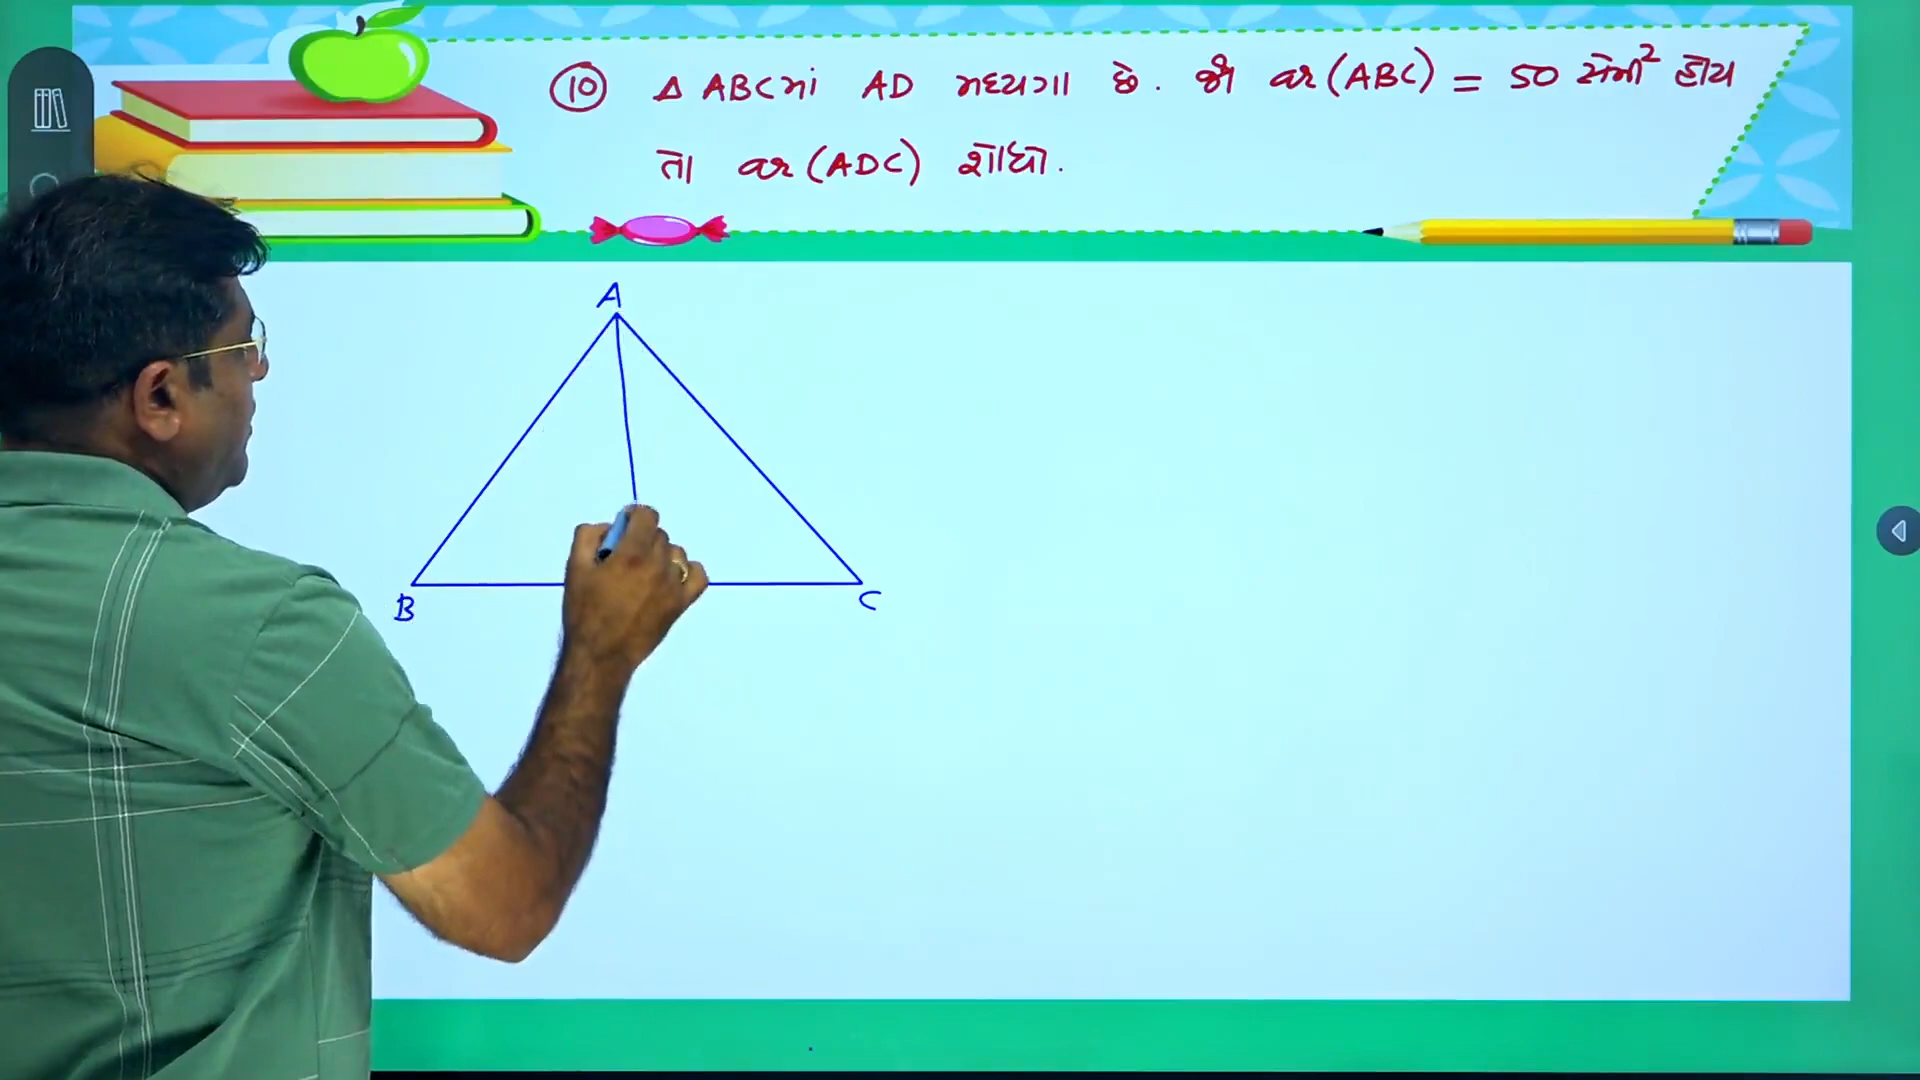 (10) Δ ABCમાં AD મધ્યગા છે. જો ar(ABC) = 50 સેમી² હોય
તો ar(ADC) શોધો.
A
B
C